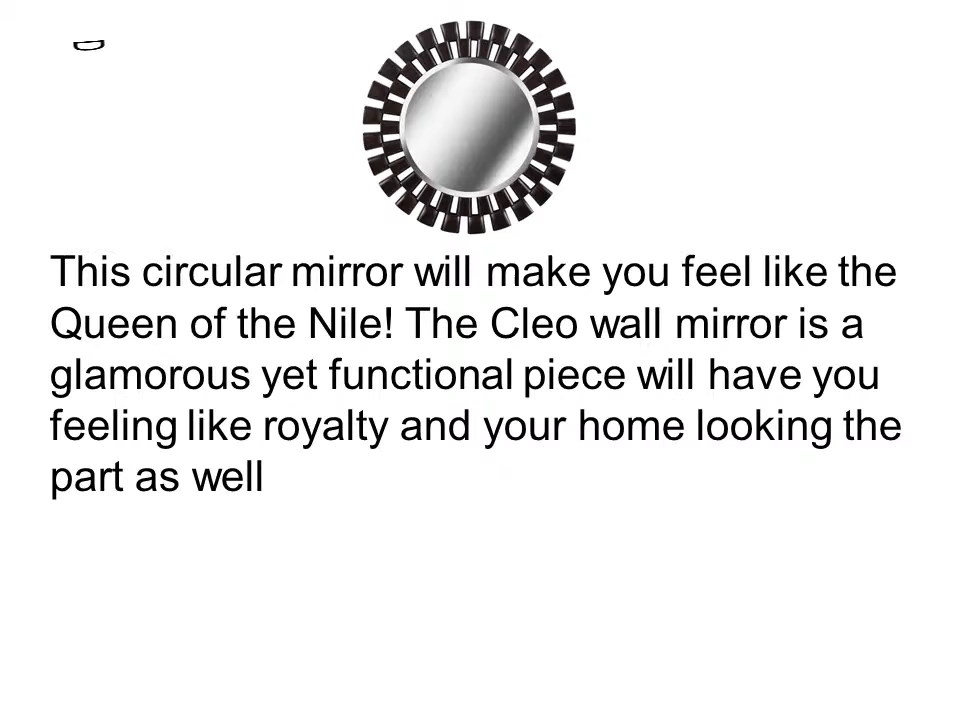 This circular mirror will make you feel like the
Queen of the Nile! The Cleo wall mirror is a
glamorous yet functional piece will have you
feeling like royalty and your home looking the
part as well